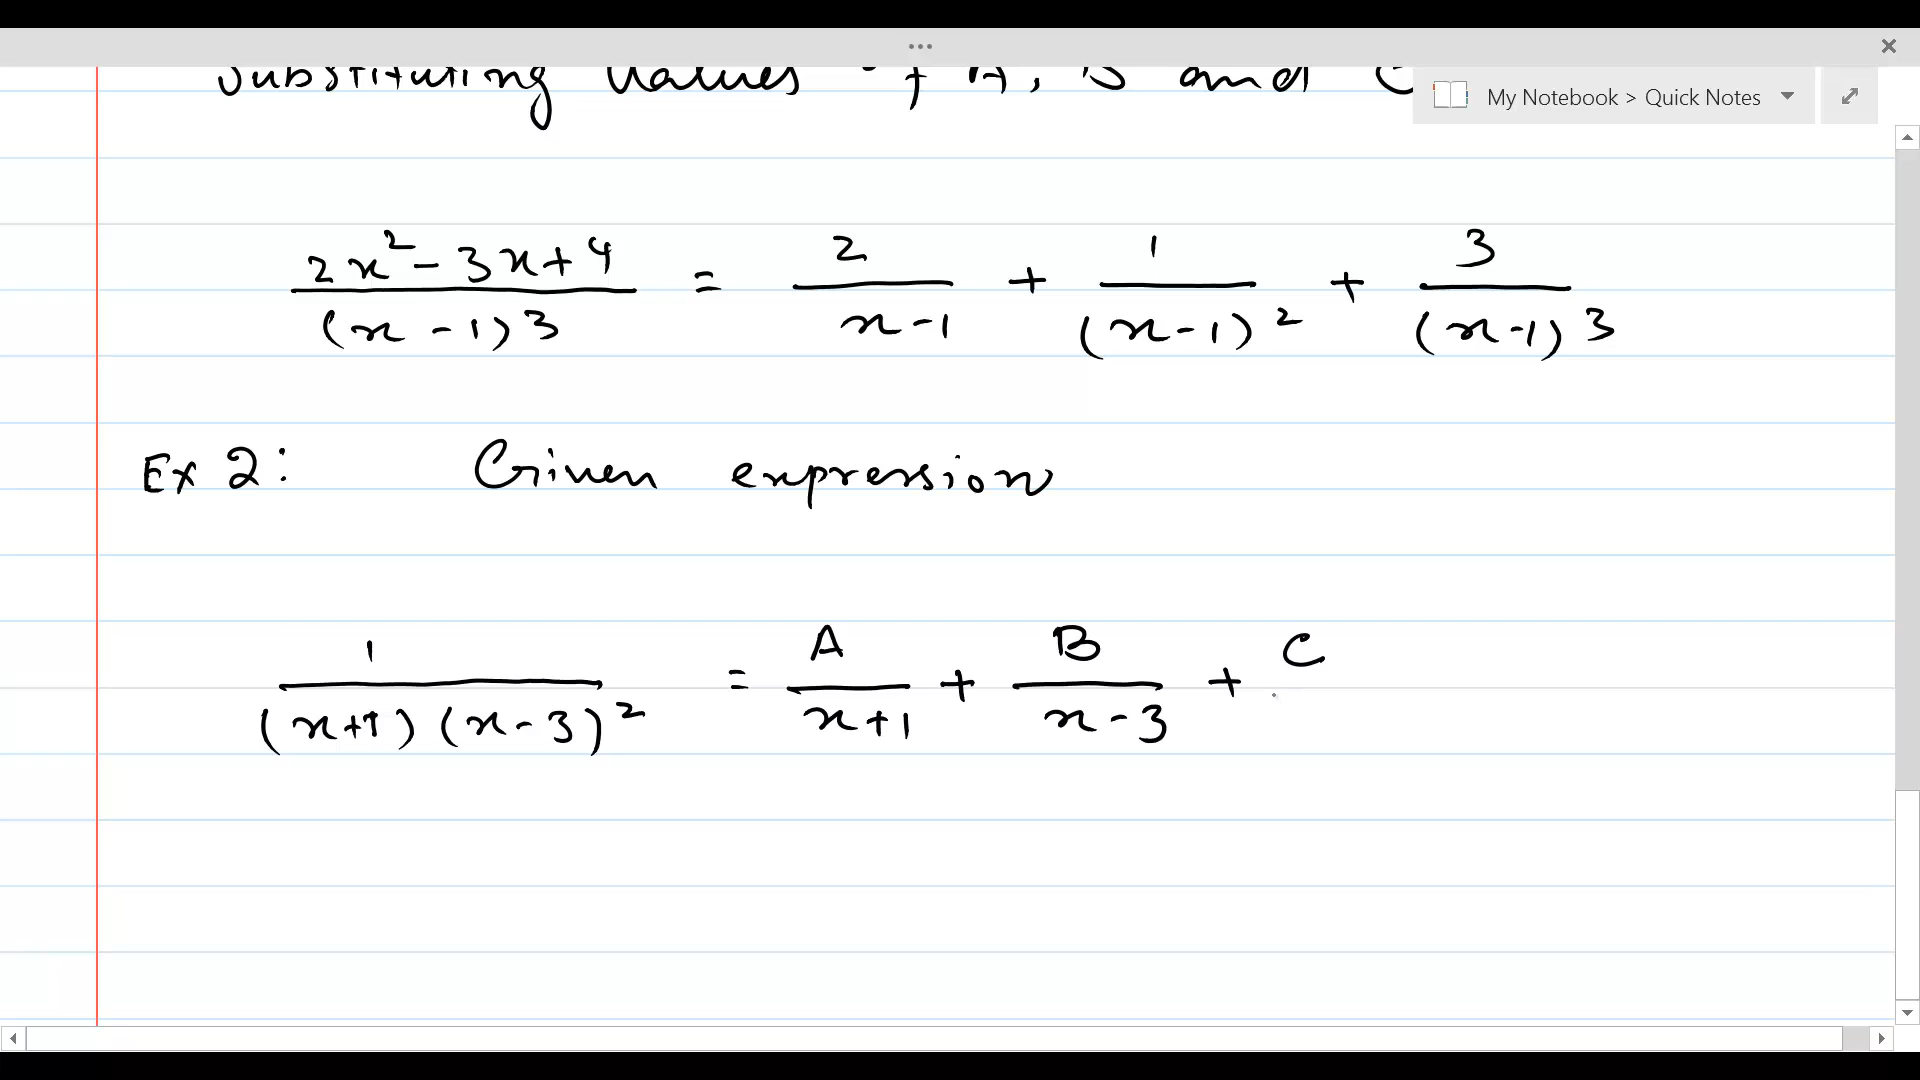 Substituting values of A, B and C
My Notebook > Quick Notes
2x² - 3x + 4 / (x - 1)³ = 2 / x - 1 + 1 / (x - 1)² + 3 / (x - 1)³
Ex 2: Given expression
1 / (x + 1) (x - 3)² = A / x + 1 + B / x - 3 + C